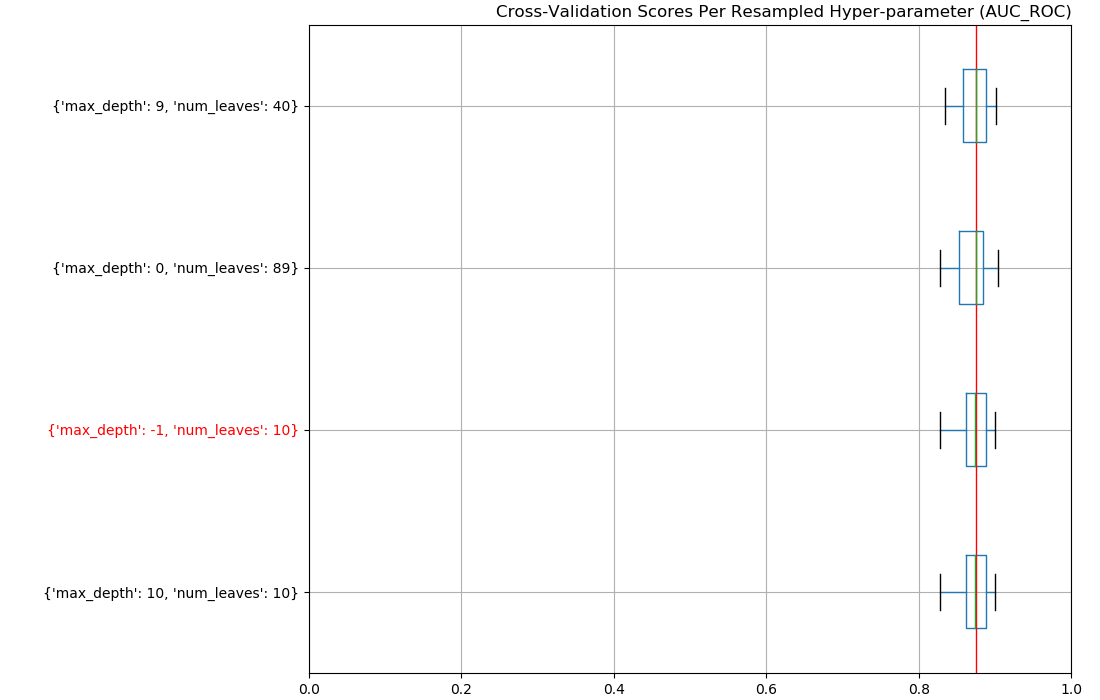 Cross-Validation Scores Per Resampled Hyper-parameter (AUC_ROC)
{'max_depth': 9, 'num_leaves': 40}
{'max_depth': 0, 'num_leaves': 89}
{'max_depth': -1, 'num_leaves': 10}
{'max_depth': 10, 'num_leaves': 10}
0.0 0.2 0.4 0.6 0.8 1.0